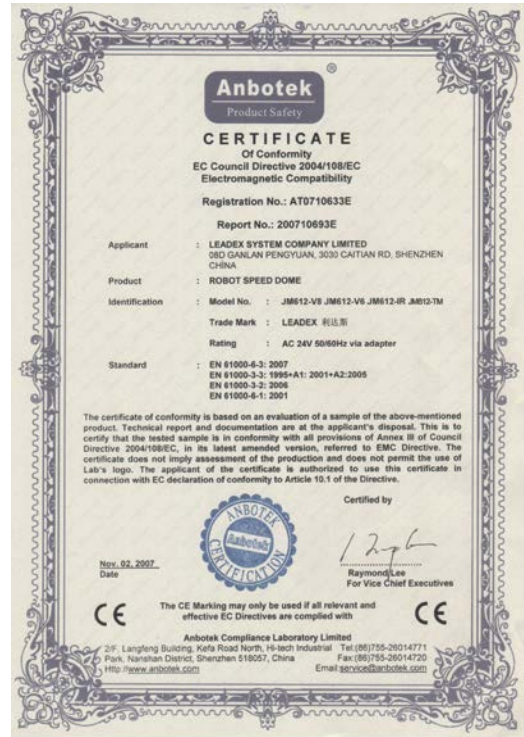 ®
Anbotek
Product Safety
CERTIFICATE
Of Conformity
EC Council Directive 2004/108/EC
Electromagnetic Compatibility
Registration No.: AT0710633E
Report No.: 200710693E
Applicant : LEADEX SYSTEM COMPANY LIMITED
08D GANLAN PENGYUAN, 3030 CAITIAN RD, SHENZHEN
CHINA
Product : ROBOT SPEED DOME
Identification : Model No. : JM612-V8 JM612-V6 JM612-IR JM612-TM
Trade Mark : LEADEX 利达斯
Rating : AC 24V 50/60Hz via adapter
Standard : EN 61000-6-3: 2007
EN 61000-3-3: 1995+A1: 2001+A2:2005
EN 61000-3-2: 2006
EN 61000-6-1: 2001
The certificate of conformity is based on an evaluation of a sample of the above-mentioned
product. Technical report and documentation are at the applicant's disposal. This is to
certify that the tested sample is in conformity with all provisions of Annex III of Council
Directive 2004/108/EC, in its latest amended version, referred to EMC Directive. The
certificate does not imply assessment of the production and does not permit the use of
Lab's logo. The applicant of the certificate is authorized to use this certificate in
connection with EC declaration of conformity to Article 10.1 of the Directive.
Certified by
ANBOTEK
Anbotek
CERTIFICATION
Nov. 02, 2007
Date
Raymond Lee
For Vice Chief Executives
CE
The CE Marking may only be used if all relevant and
effective EC Directives are complied with
CE
Anbotek Compliance Laboratory Limited
2/F, Langfeng Building, Kefa Road North, Hi-tech Industrial Tel:(86)755-26014771
Park, Nanshan District, Shenzhen 518057, China Fax:(86)755-26014720
Http://www.anbotek.com Email:service@anbotek.com